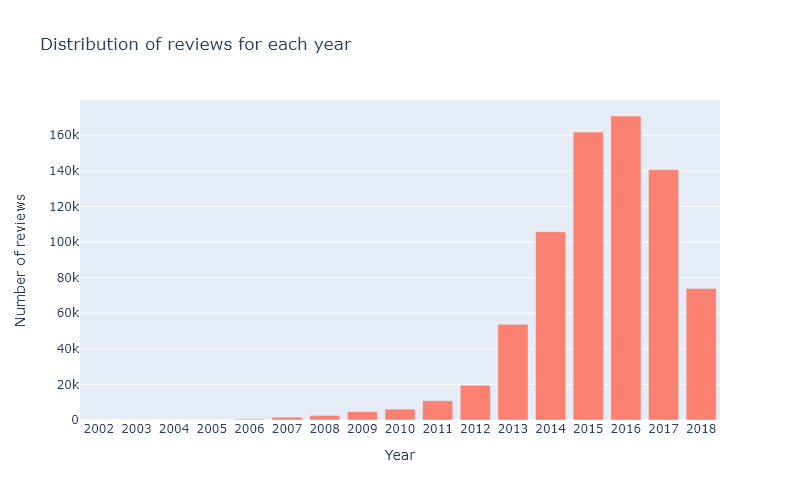 Distribution of reviews for each year
Number of reviews
160k
140k
120k
100k
80k
60k
40k
20k
0
2002 2003 2004 2005 2006 2007 2008 2009 2010 2011 2012 2013 2014 2015 2016 2017 2018
Year